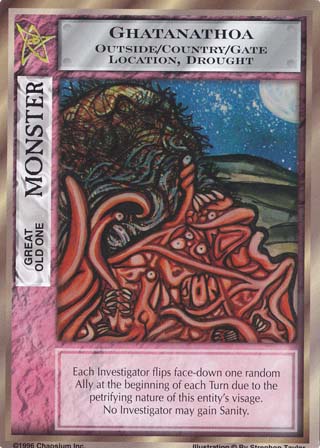 GHATANATHOA
OUTSIDE/COUNTRY/GATE
LOCATION, DROUGHT
MONSTER
GREAT
OLD ONE
Each Investigator flips face-down one random
Ally at the beginning of each Turn due to the
petrifying nature of this entity's visage.
No Investigator may gain Sanity.
©1996 Chaosium Inc.
Illustration © By Strephon Taylor